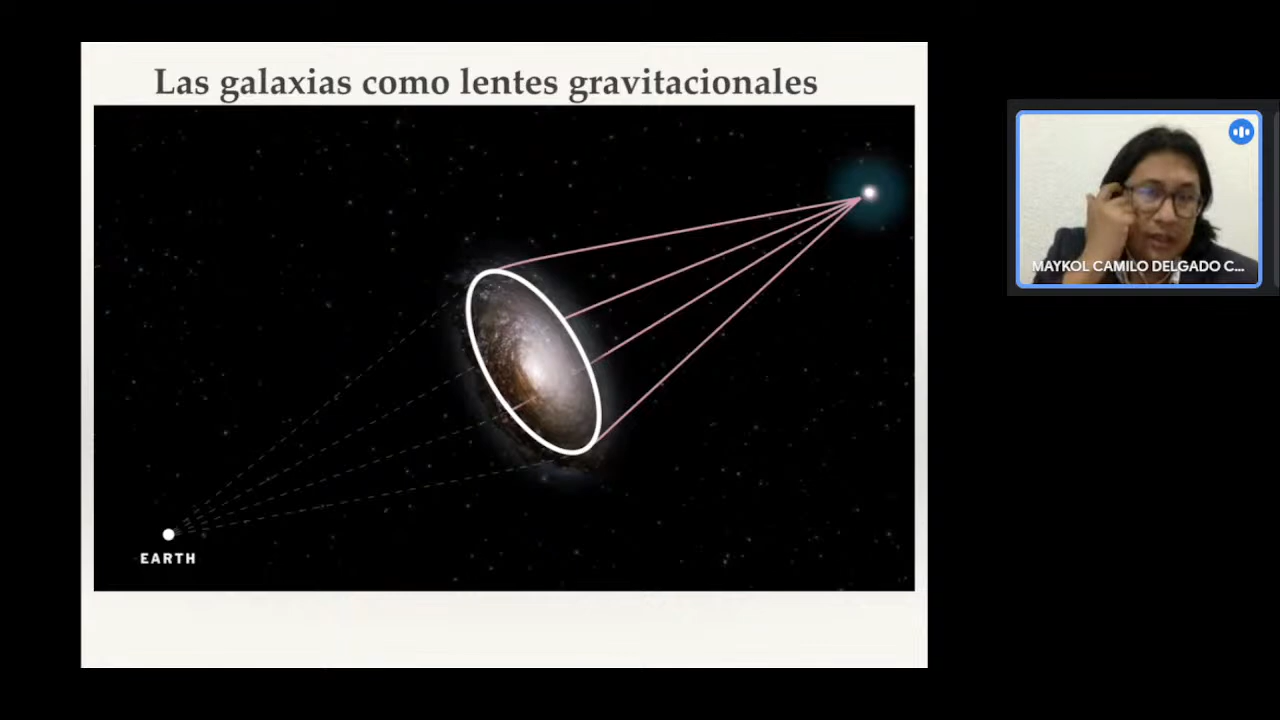 Las galaxias como lentes gravitacionales
MAYKOL CAMILO DELGADO C...
EARTH